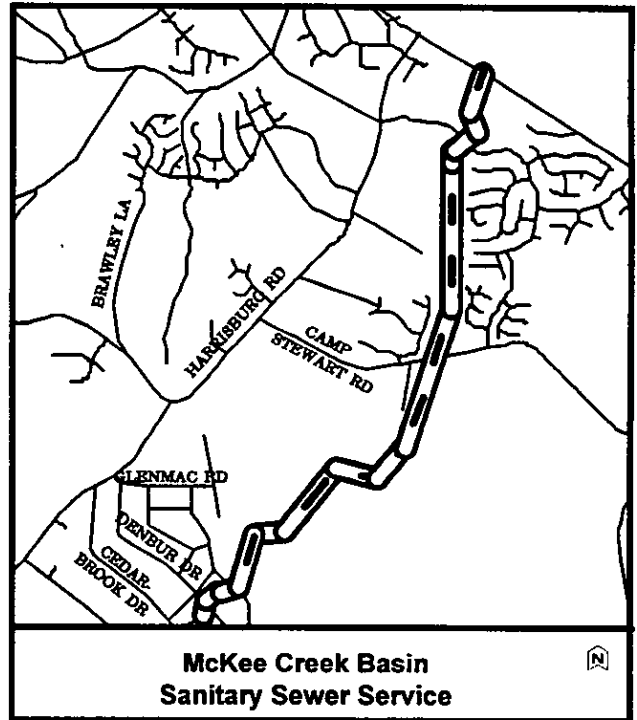 BRAWLEY LA
HARRISBURG RD
CAMP
STEWART RD
GLENMAC RD
DENBUR DR
CEDAR-
BROOK DR
McKee Creek Basin
Sanitary Sewer Service
N